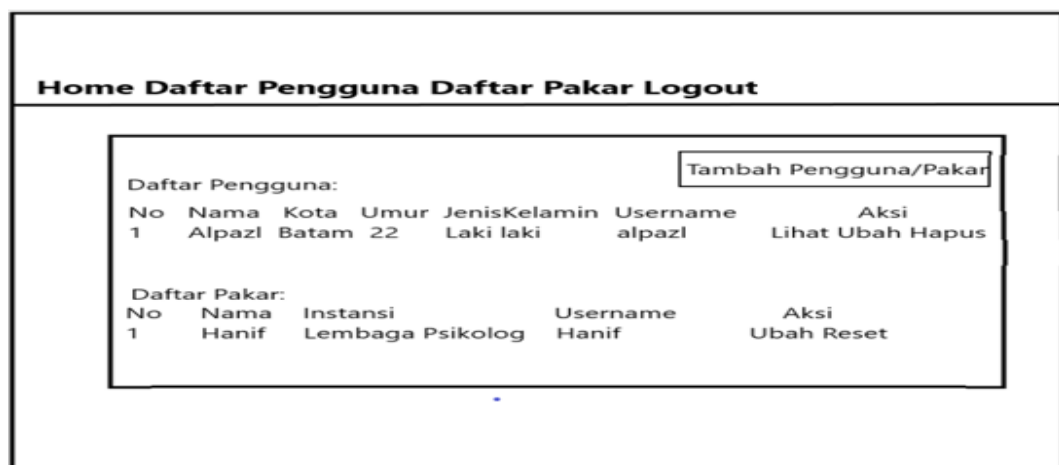 Home Daftar Pengguna Daftar Pakar Logout
Tambah Pengguna/Pakar
Daftar Pengguna:
No Nama Kota Umur JenisKelamin Username Aksi
1 Alpazl Batam 22 Laki laki alpazl Lihat Ubah Hapus
Daftar Pakar:
No Nama Instansi Username Aksi
1 Hanif Lembaga Psikolog Hanif Ubah Reset